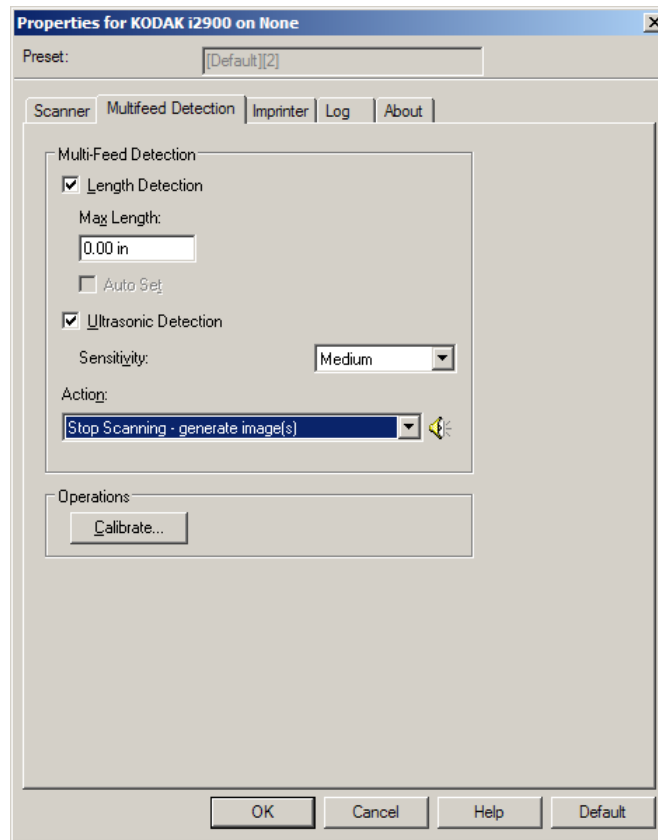 Properties for KODAK i2900 on None
Preset: [Default][2]
Scanner Multifeed Detection Imprinter Log About
Multi-Feed Detection
Length Detection
Max Length:
0.00 in
Auto Set
Ultrasonic Detection
Sensitivity: Medium
Action:
Stop Scanning - generate image(s)
Operations
Calibrate...
OK Cancel Help Default